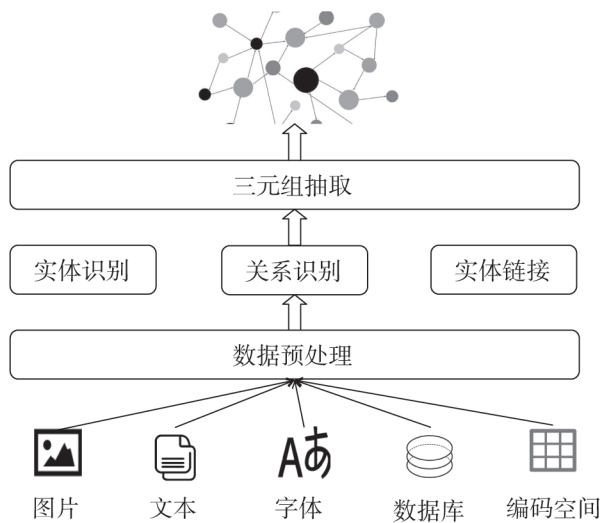 三元组抽取
实体识别 关系识别 实体链接
数据预处理
Aあ
图片 文本 字体 数据库 编码空间